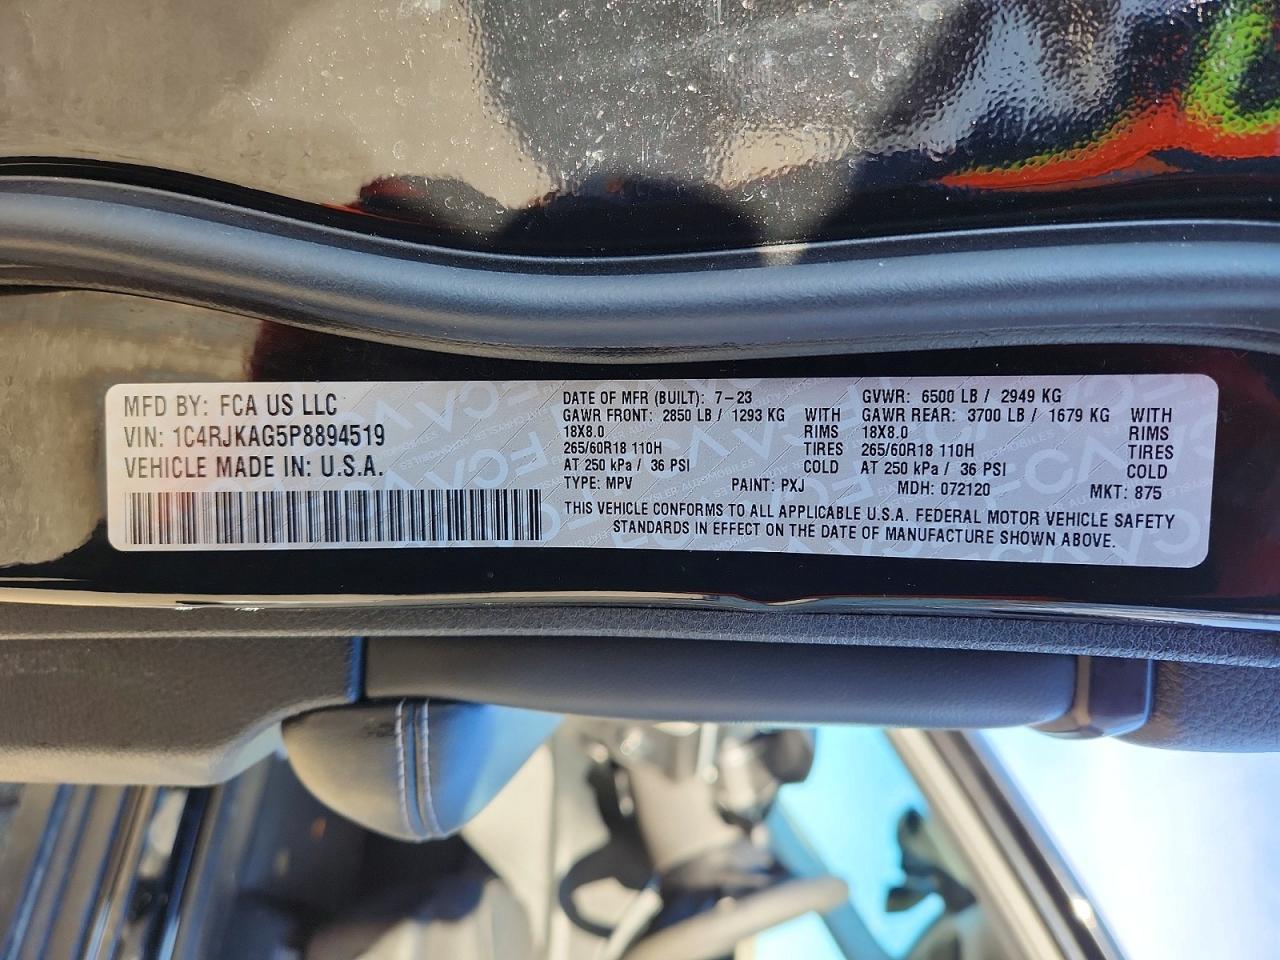 MFD BY: FCA US LLC
VIN: 1C4RJKAG5P8894519
VEHICLE MADE IN: U.S.A.
DATE OF MFR (BUILT): 7-23 GVWR: 6500 LB / 2949 KG
GAWR FRONT: 2850 LB / 1293 KG WITH GAWR REAR: 3700 LB / 1679 KG WITH
18X8.0 RIMS 18X8.0 RIMS
265/60R18 110H TIRES 265/60R18 110H TIRES
AT 250 kPa / 36 PSI COLD AT 250 kPa / 36 PSI COLD
TYPE: MPV PAINT: PXJ MDH: 072120 MKT: 875
THIS VEHICLE CONFORMS TO ALL APPLICABLE U.S.A. FEDERAL MOTOR VEHICLE SAFETY
STANDARDS IN EFFECT ON THE DATE OF MANUFACTURE SHOWN ABOVE.